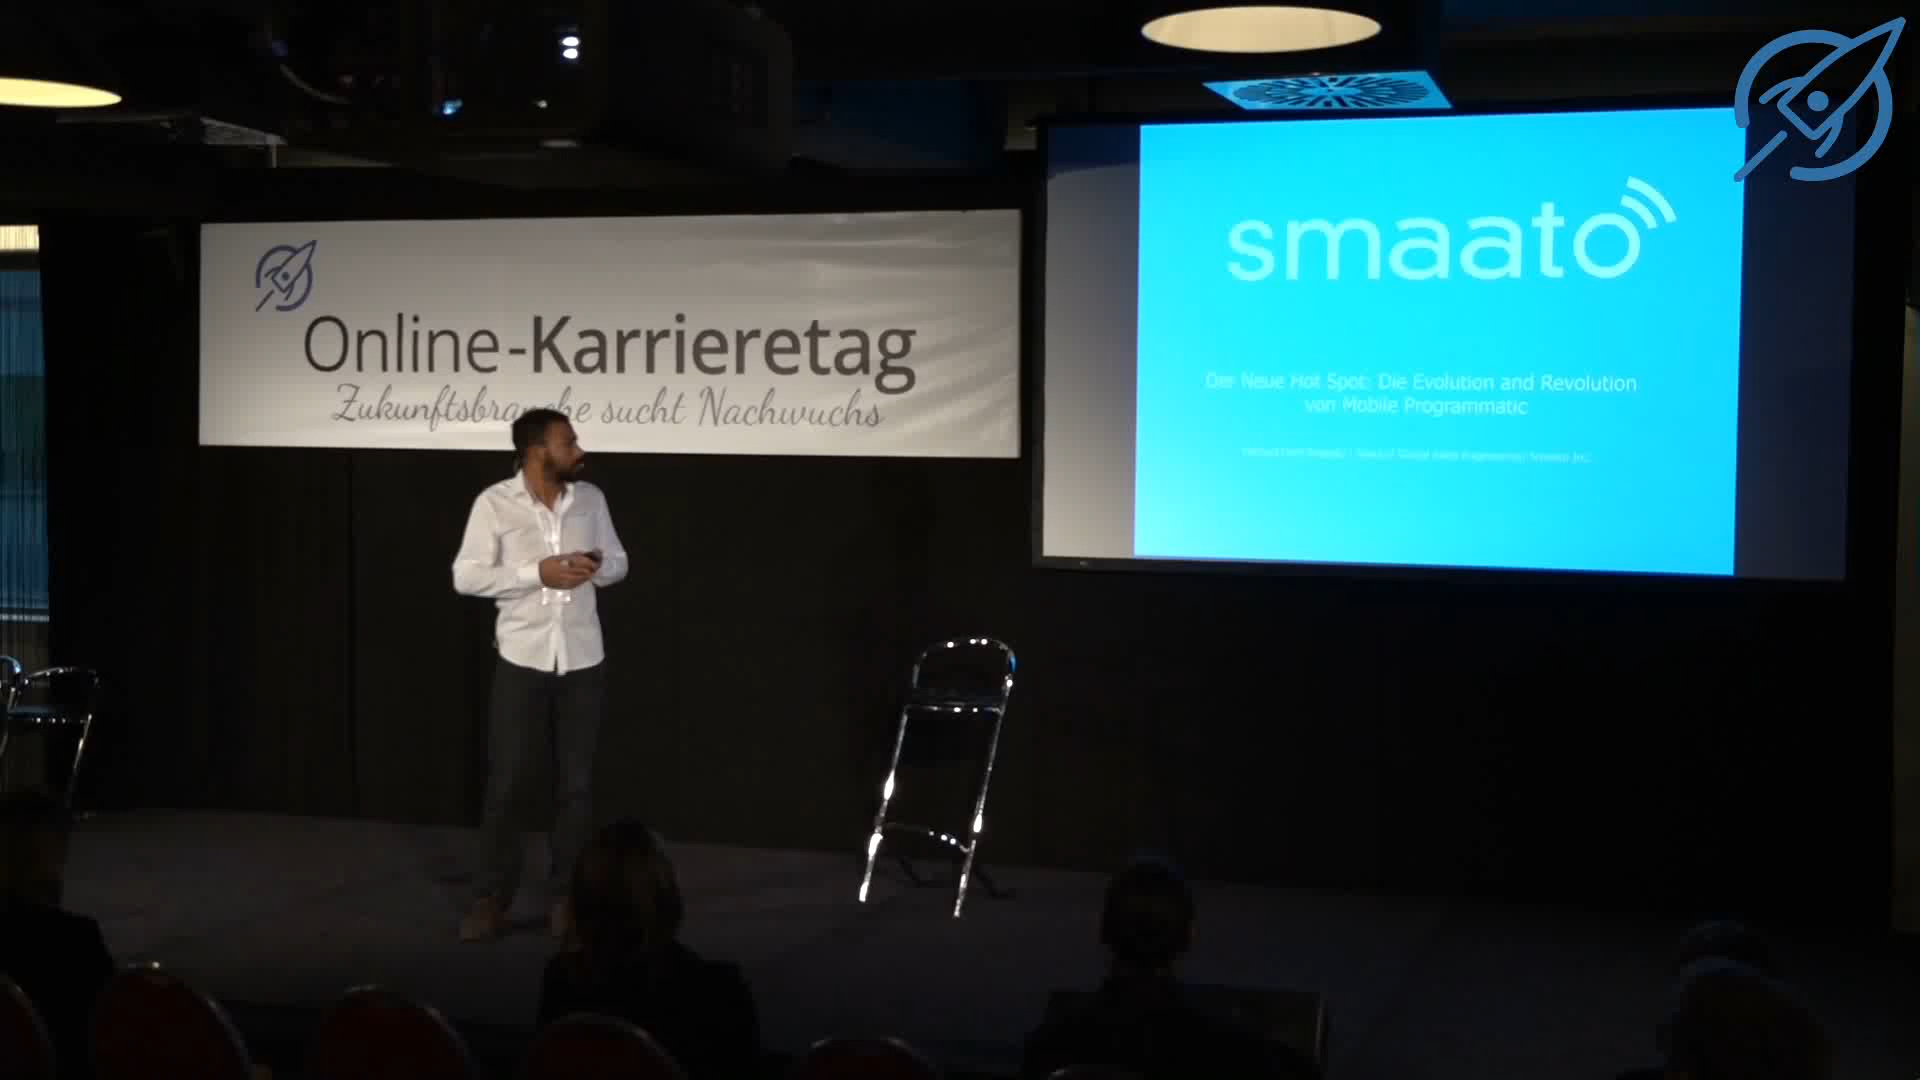 Online-Karrieretag
Zukunftsbranche sucht Nachwuchs
smaato
Der Neue Hot Spot: Die Evolution and Revolution
von Mobile Programmatic